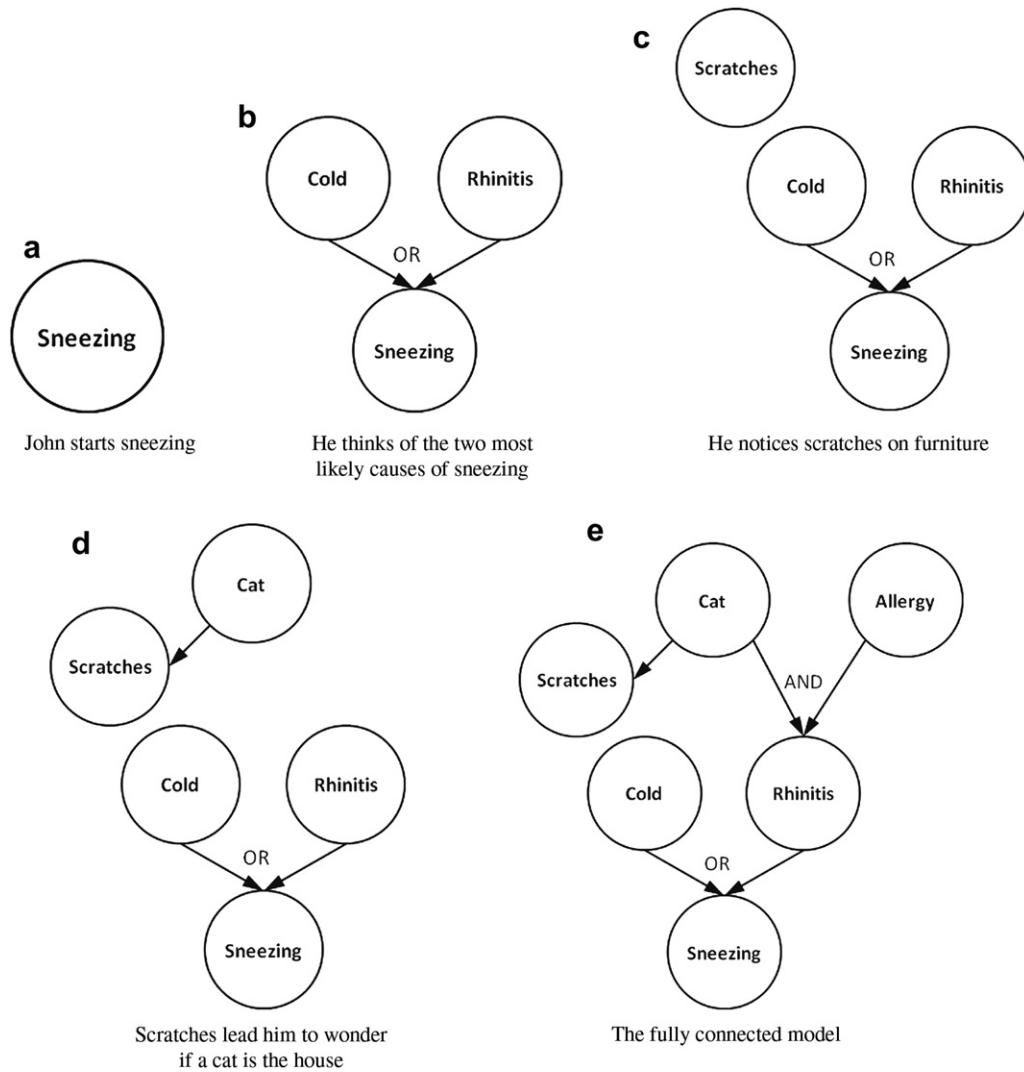 a
Sneezing
John starts sneezing
b
Cold
Rhinitis
OR
Sneezing
He thinks of the two most
likely causes of sneezing
c
Scratches
Cold
Rhinitis
OR
Sneezing
He notices scratches on furniture
d
Cat
Scratches
Cold
Rhinitis
OR
Sneezing
Scratches lead him to wonder
if a cat is the house
e
Cat
Allergy
Scratches
AND
Cold
Rhinitis
OR
Sneezing
The fully connected model